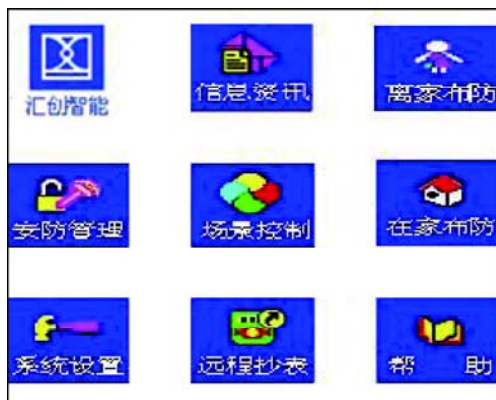 汇创智能
信息资讯
离家布防
安防管理
场景控制
在家布防
系统设置
远程抄表
帮 助